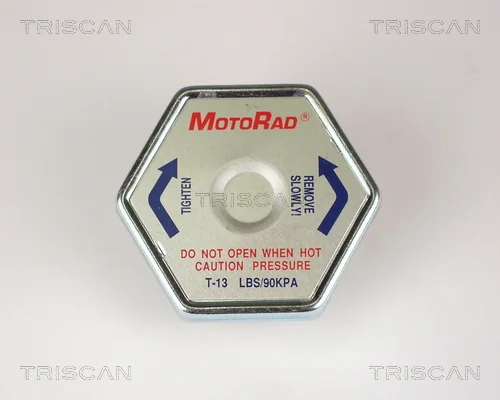 TRISCAN TRISCAN
MOTORAD®
TIGHTEN
REMOVE
SLOWLY!
TRISCAN
DO NOT OPEN WHEN HOT
CAUTION PRESSURE
T-13 LBS/90KPA
TRISCAN TRISCAN